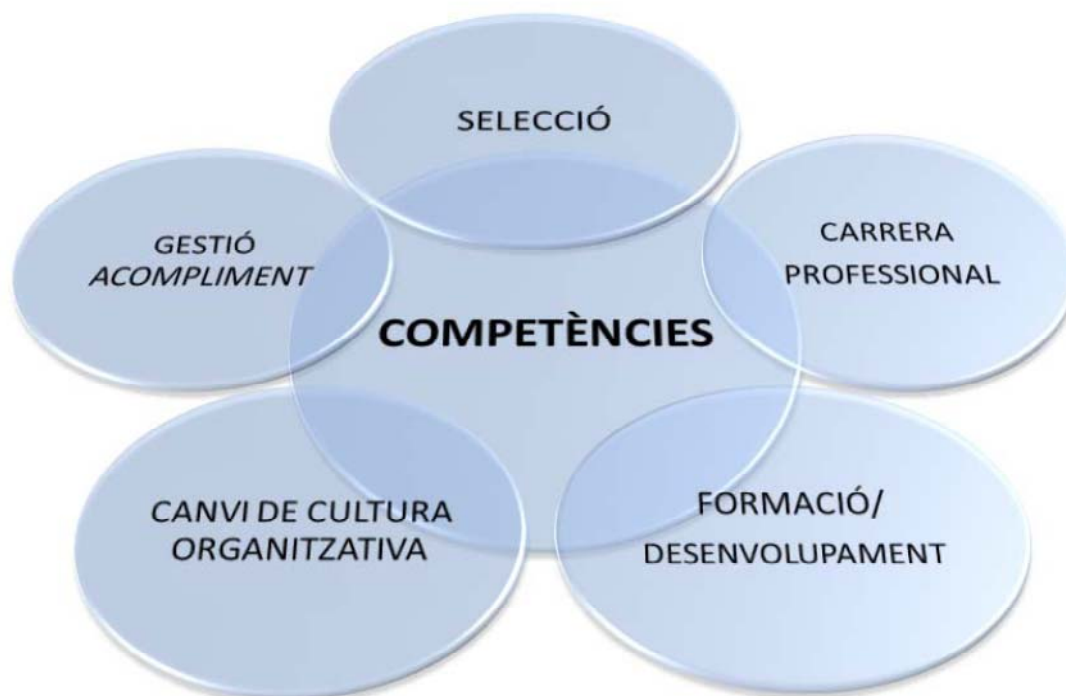 SELECCIÓ
GESTIÓ
ACOMPLIMENT
CARRERA
PROFESSIONAL
COMPETÈNCIES
CANVI DE CULTURA
ORGANITZATIVA
FORMACIÓ/
DESENVOLUPAMENT